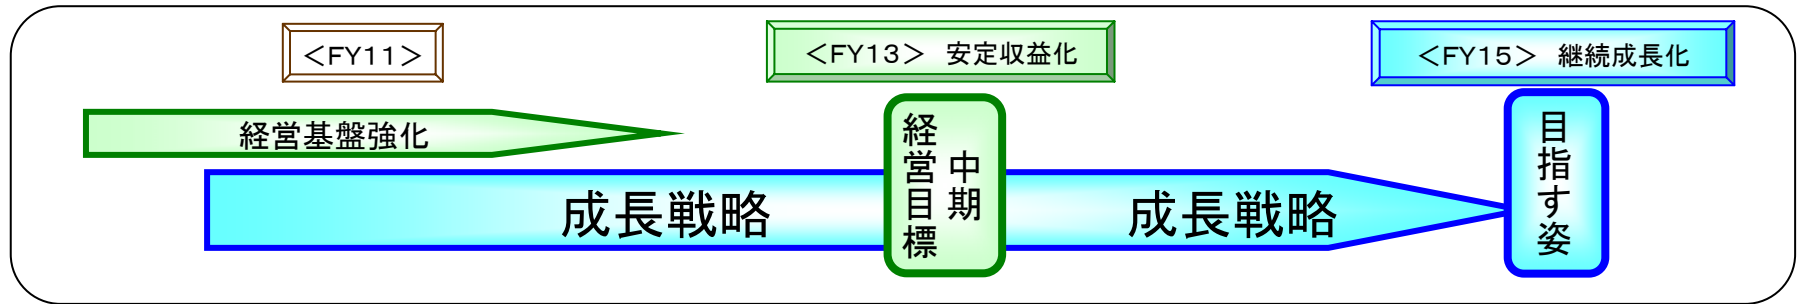 ＜FY11＞
＜FY13＞　安定収益化
＜FY15＞　継続成長化
経営基盤強化
成長戦略
中期
経営目標
成長戦略
目指す姿